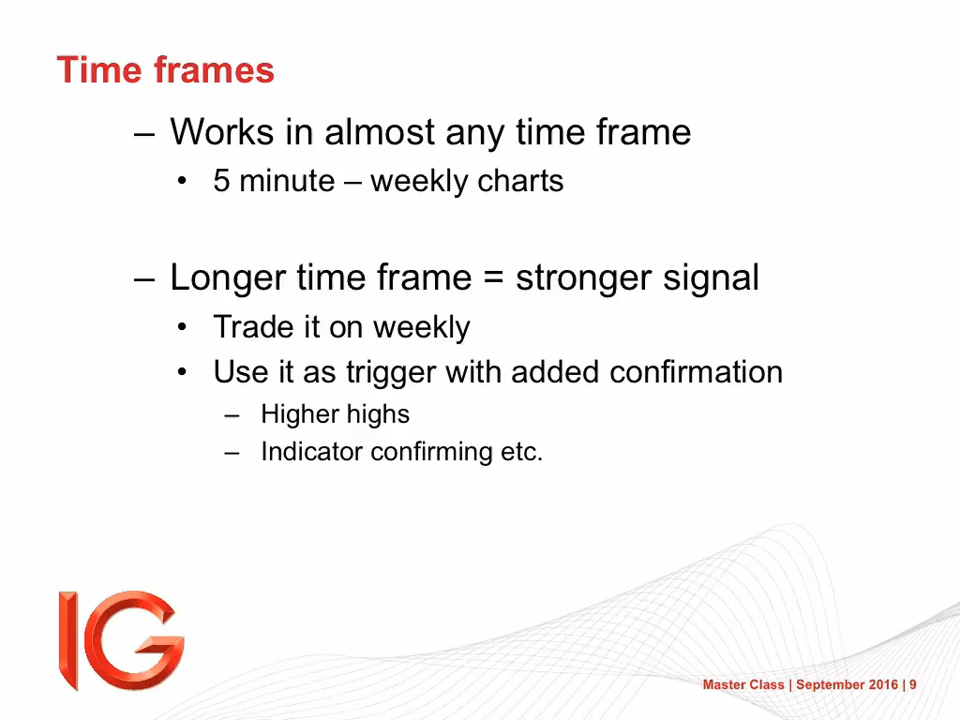 Time frames
– Works in almost any time frame
• 5 minute – weekly charts
– Longer time frame = stronger signal
• Trade it on weekly
• Use it as trigger with added confirmation
– Higher highs
– Indicator confirming etc.
IG
Master Class | September 2016 | 9